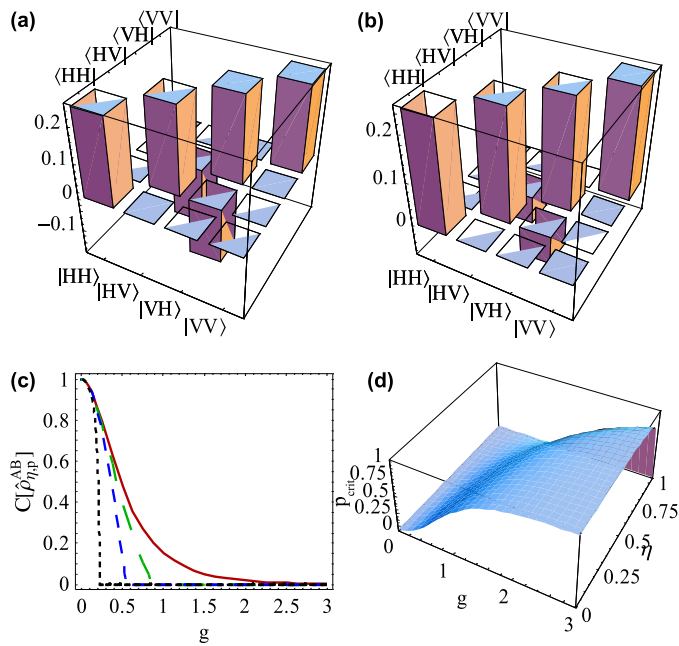 (a)
⟨VV|
⟨VH|
⟨HV|
⟨HH|
0.2
0.1
0
−0.1
|HH⟩
|HV⟩
|VH⟩
|VV⟩
(b)
⟨VV|
⟨VH|
⟨HV|
⟨HH|
0.2
0.1
0
|HH⟩
|HV⟩
|VH⟩
|VV⟩
(c)
1
0.8
0.6
0.4
0.2
0
0 0.5 1 1.5 2 2.5 3
g
C[ρ̂^AB_η,p]
(d)
1
0.75
0.5
0.25
0
p_crit
0
1
2
3
g
0
0.25
0.5
0.75
1
η